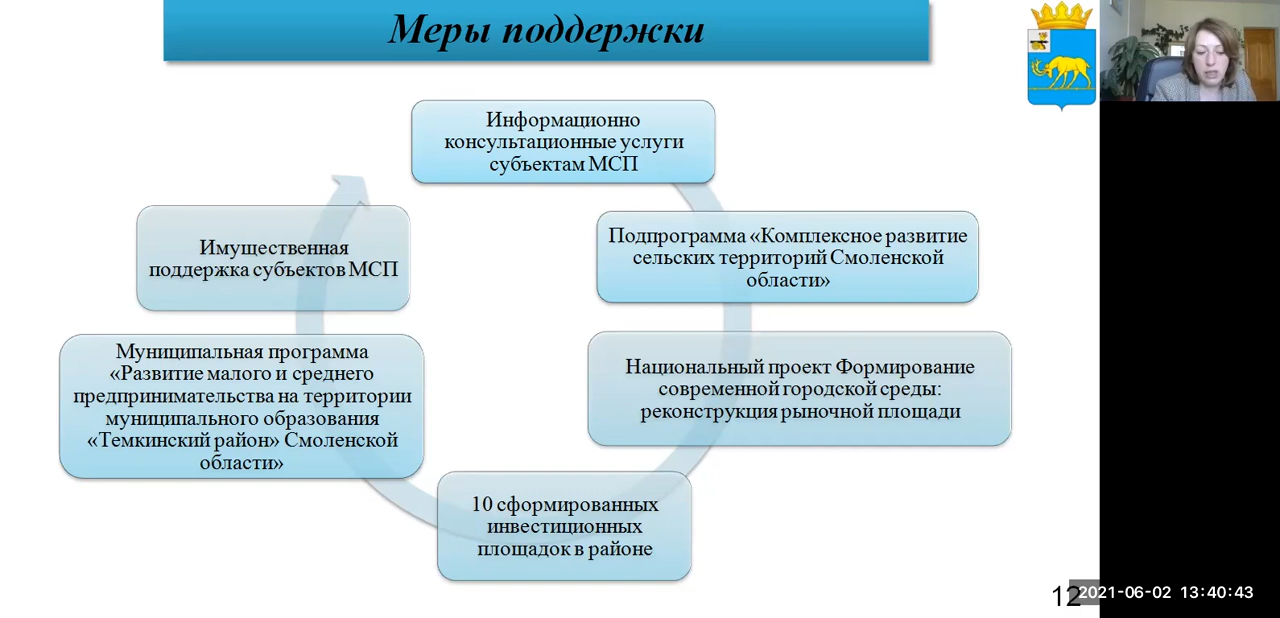 Меры поддержки
Информационно
консультационные услуги
субъектам МСП
Подпрограмма «Комплексное развитие
сельских территорий Смоленской
области»
Национальный проект Формирование
современной городской среды:
реконструкция рыночной площади
10 сформированных
инвестиционных
площадок в районе
Муниципальная программа
«Развитие малого и среднего
предпринимательства на территории
муниципального образования
«Темкинский район» Смоленской
области»
Имущественная
поддержка субъектов МСП
12
2021-06-02 13:40:43